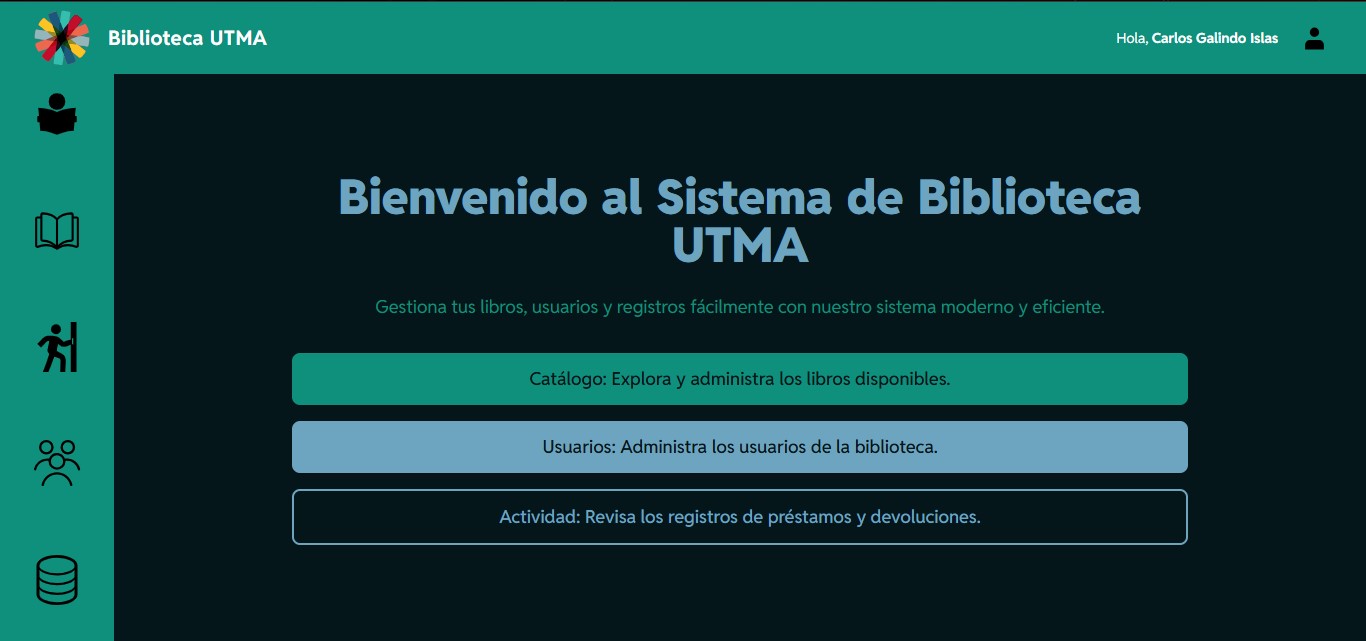 Biblioteca UTMA
Hola, Carlos Galindo Islas
Bienvenido al Sistema de Biblioteca
UTMA
Gestiona tus libros, usuarios y registros fácilmente con nuestro sistema moderno y eficiente.
Catálogo: Explora y administra los libros disponibles.
Usuarios: Administra los usuarios de la biblioteca.
Actividad: Revisa los registros de préstamos y devoluciones.